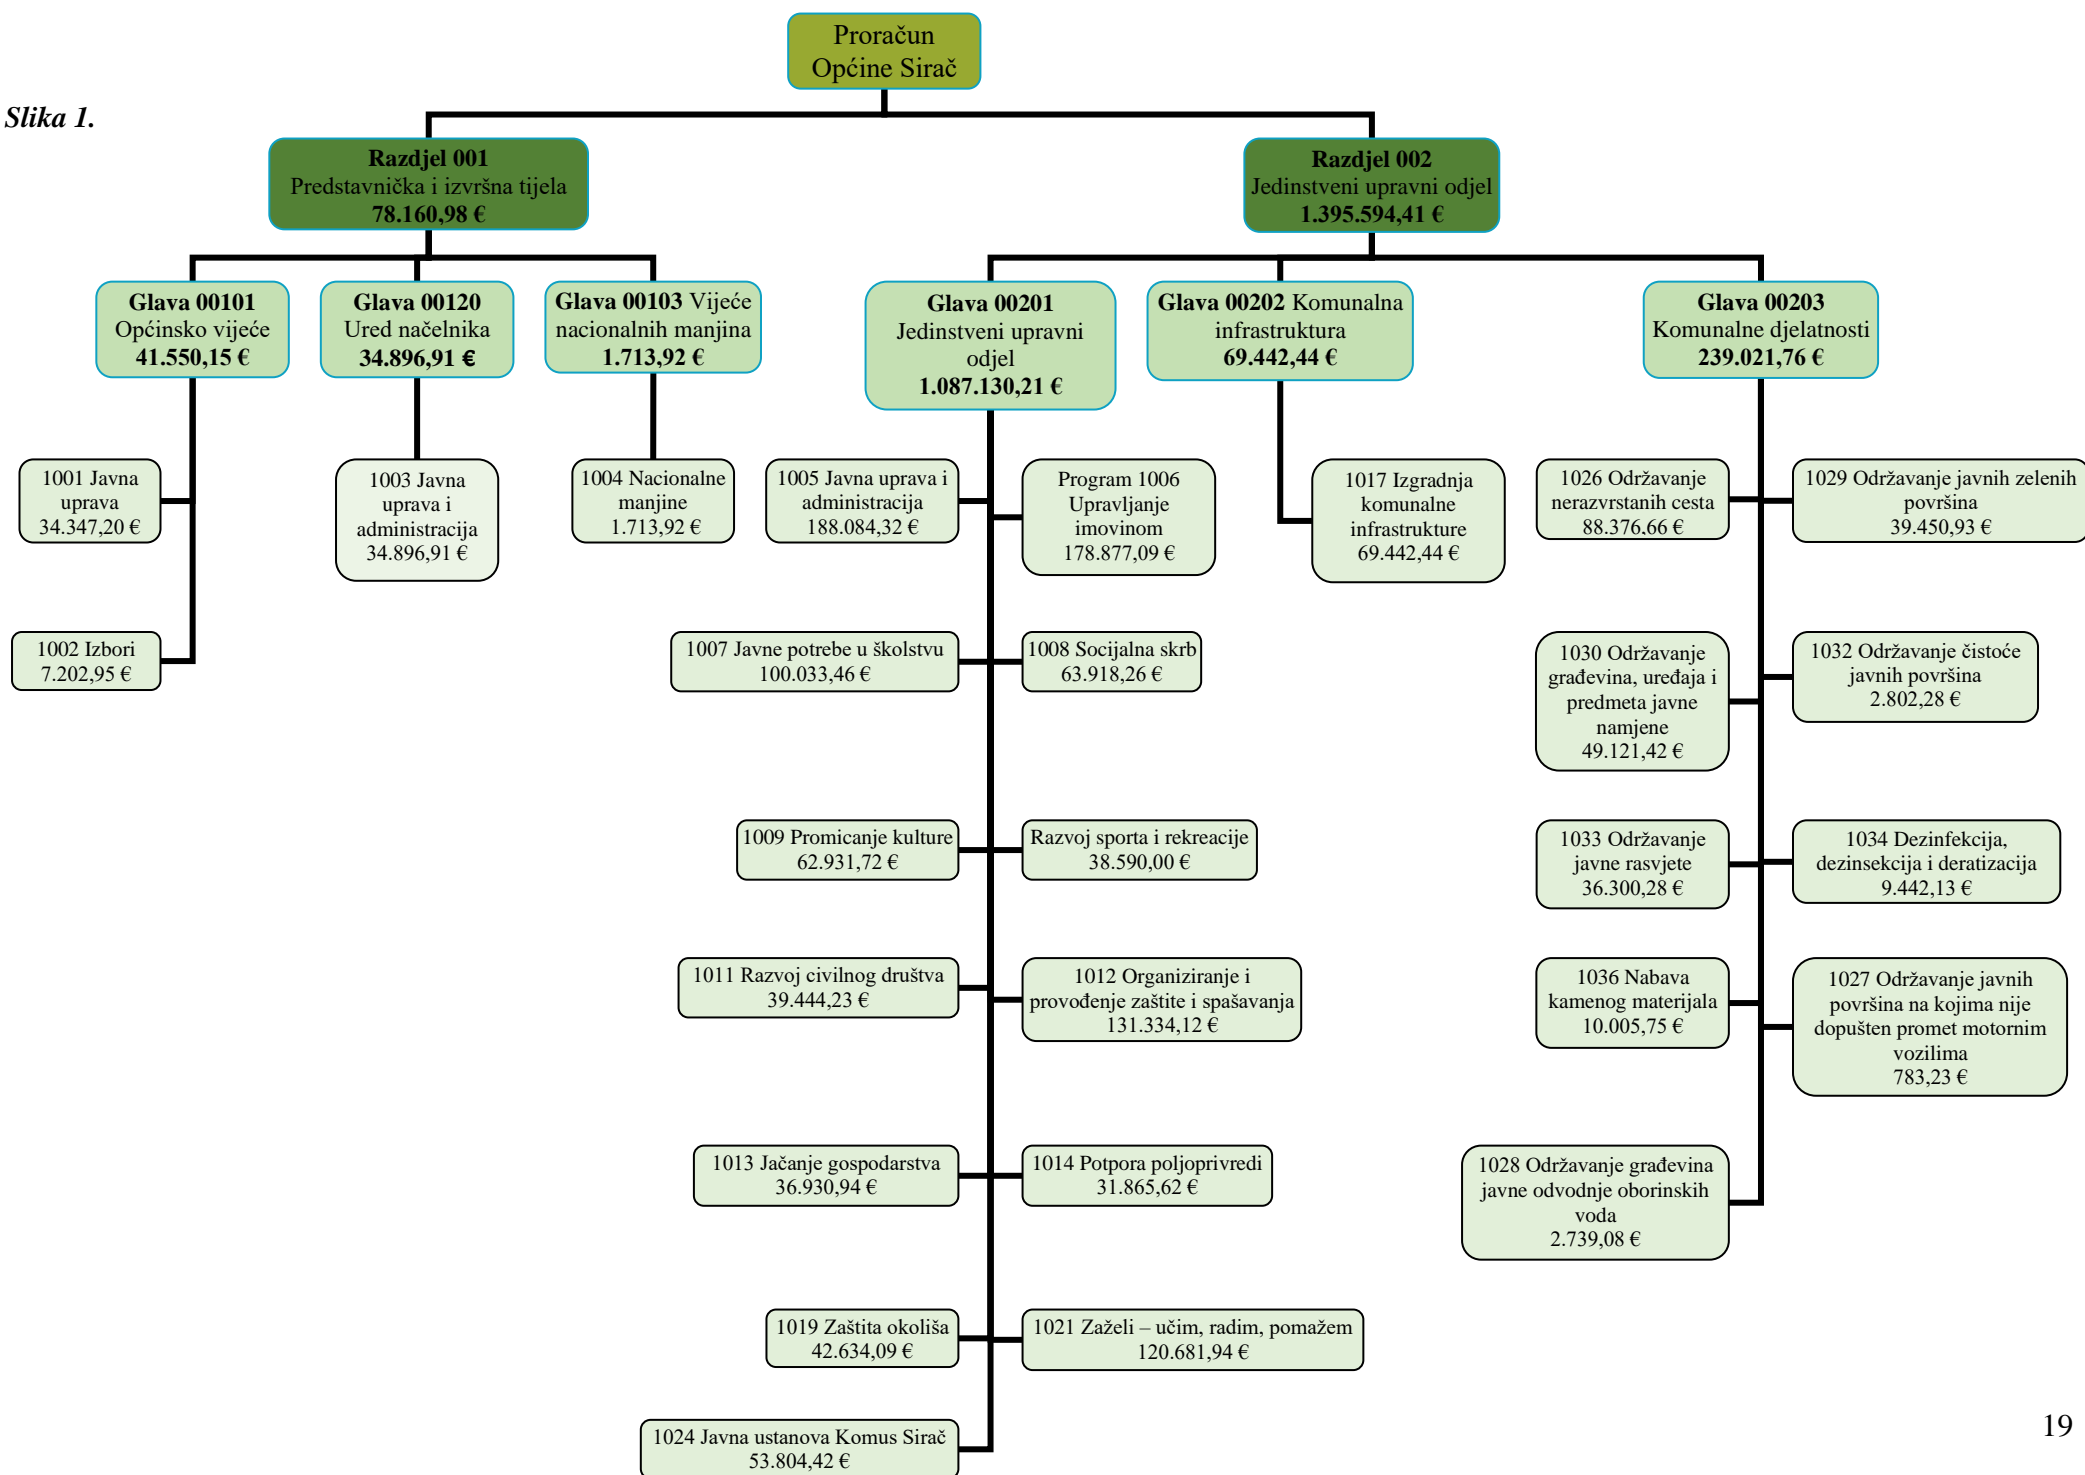 Proračun
Općine Sirač
Slika 1.
Razdjel 001
Predstavnička i izvršna tijela
78.160,98 €
Razdjel 002
Jedinstveni upravni odjel
1.395.594,41 €
Glava 00101
Općinsko vijeće
41.550,15 €
Glava 00120
Ured načelnika
34.896,91 €
Glava 00103 Vijeće
nacionalnih manjina
1.713,92 €
Glava 00201
Jedinstveni upravni
odjel
1.087.130,21 €
Glava 00202 Komunalna
infrastruktura
69.442,44 €
Glava 00203
Komunalne djelatnosti
239.021,76 €
1001 Javna
uprava
34.347,20 €
1003 Javna
uprava i
administracija
34.896,91 €
1004 Nacionalne
manjine
1.713,92 €
1005 Javna uprava i
administracija
188.084,32 €
Program 1006
Upravljanje
imovinom
178.877,09 €
1017 Izgradnja
komunalne
infrastrukture
69.442,44 €
1026 Održavanje
nerazvrstanih cesta
88.376,66 €
1029 Održavanje javnih zelenih
površina
39.450,93 €
1002 Izbori
7.202,95 €
1007 Javne potrebe u školstvu
100.033,46 €
1008 Socijalna skrb
63.918,26 €
1030 Održavanje
građevina, uređaja i
predmeta javne
namjene
49.121,42 €
1032 Održavanje čistoće
javnih površina
2.802,28 €
1009 Promicanje kulture
62.931,72 €
Razvoj sporta i rekreacije
38.590,00 €
1033 Održavanje
javne rasvjete
36.300,28 €
1034 Dezinfekcija,
dezinsekcija i deratizacija
9.442,13 €
1011 Razvoj civilnog društva
39.444,23 €
1012 Organiziranje i
provođenje zaštite i spašavanja
131.334,12 €
1036 Nabava
kamenog materijala
10.005,75 €
1027 Održavanje javnih
površina na kojima nije
dopušten promet motornim
vozilima
783,23 €
1013 Jačanje gospodarstva
36.930,94 €
1014 Potpora poljoprivredi
31.865,62 €
1028 Održavanje građevina
javne odvodnje oborinskih
voda
2.739,08 €
1019 Zaštita okoliša
42.634,09 €
1021 Zaželi – učim, radim, pomažem
120.681,94 €
1024 Javna ustanova Komus Sirač
53.804,42 €
19